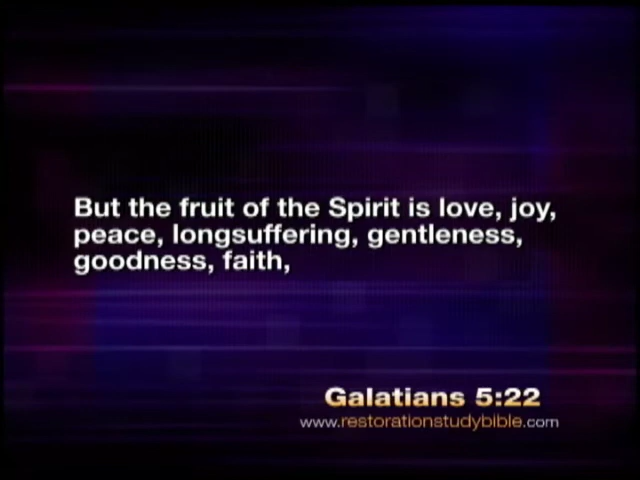 But the fruit of the Spirit is love, joy,
peace, longsuffering, gentleness,
goodness, faith,
Galatians 5:22
www.restorationstudybible.com